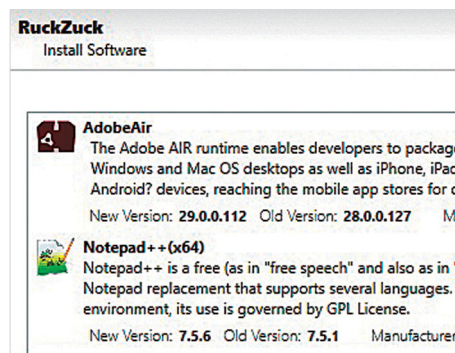 RuckZuck
Install Software
AdobeAir
The Adobe AIR runtime enables developers to package
Windows and Mac OS desktops as well as iPhone, iPad
Android? devices, reaching the mobile app stores for
New Version: 29.0.0.112 Old Version: 28.0.0.127 M
Notepad++(x64)
Notepad++ is a free (as in "free speech" and also as in "
Notepad replacement that supports several languages.
environment, its use is governed by GPL License.
New Version: 7.5.6 Old Version: 7.5.1 Manufacturer